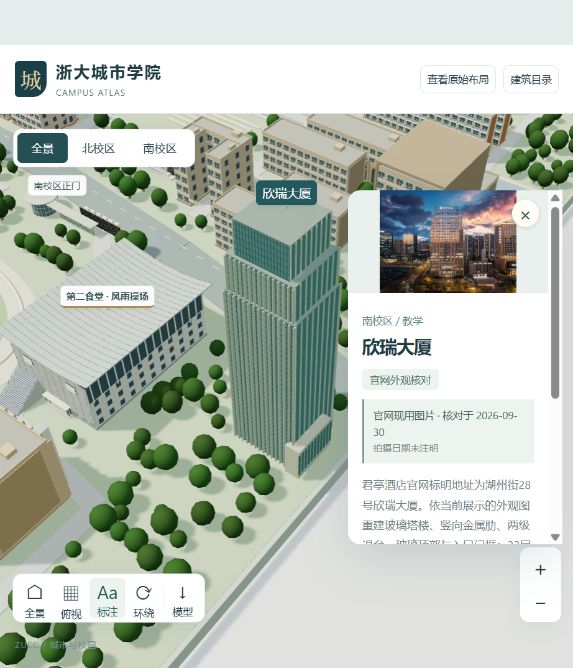 城
浙大城市学院
CAMPUS ATLAS
查看原始布局
建筑目录
全景
北校区
南校区
南校区正门
欣瑞大厦
第二食堂 · 风雨操场
×
南校区 / 教学
欣瑞大厦
官网外观核对
官网现用图片 · 核对于 2026-09-
30
拍摄日期未注明
君亭酒店官网标明地址为湖州街28
号欣瑞大厦。依当前展示的外观图
重建玻璃塔楼、竖向金属肋、两级
Aa
全景
俯视
标注
环绕
模型
+
−